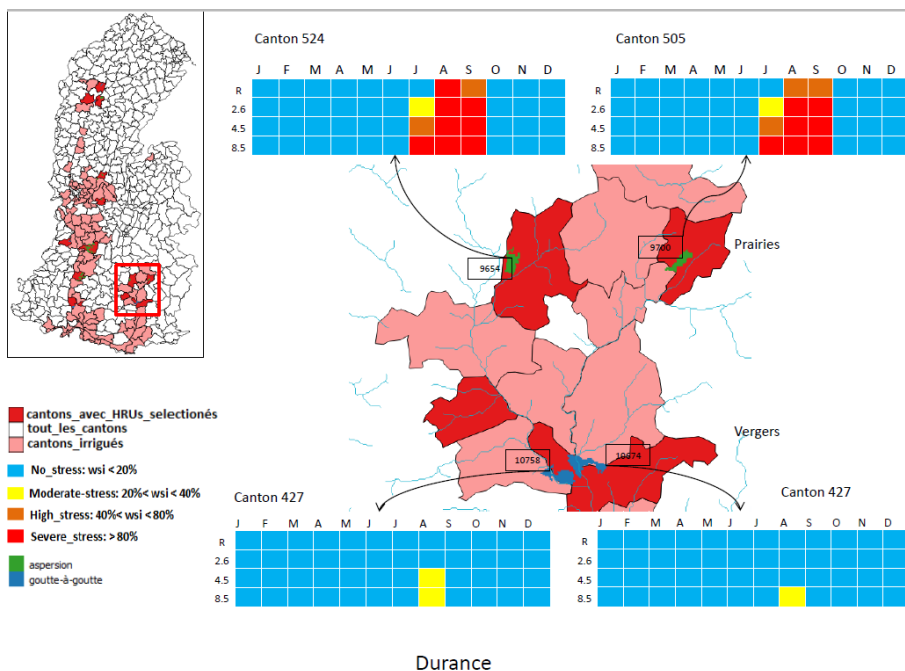 Canton 524
J F M A M J J A S O N D
R
2.6
4.5
8.5
Canton 505
J F M A M J J A S O N D
R
2.6
4.5
8.5
9654
9700
Prairies
cantons_avec_HRUs_selectionés
tout_les_cantons
cantons_irrigués
No_stress: wsi <20%
Moderate-stress: 20%< wsi < 40%
High_stress: 40%< wsi < 80%
Severe_stress: >80%
aspersion
goutte-à-goutte
Vergers
10758
10674
Canton 427
J F M A M J J A S O N D
R
2.6
4.5
8.5
Canton 427
J F M A M J J A S O N D
R
2.6
4.5
8.5
Durance